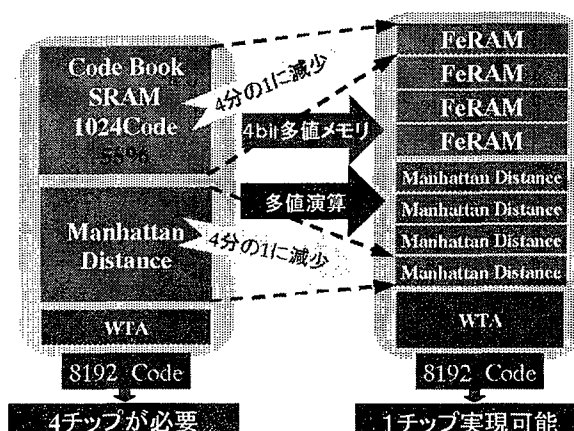 Code Book
SRAM
1024Code
58%
Manhattan
Distance
WTA
8192 Code
4チップが必要
4分の1に減少
4bit多値メモリ
多値演算
4分の1に減少
FeRAM
FeRAM
FeRAM
FeRAM
Manhattan Distance
Manhattan Distance
Manhattan Distance
Manhattan Distance
WTA
8192 Code
1チップ実現可能